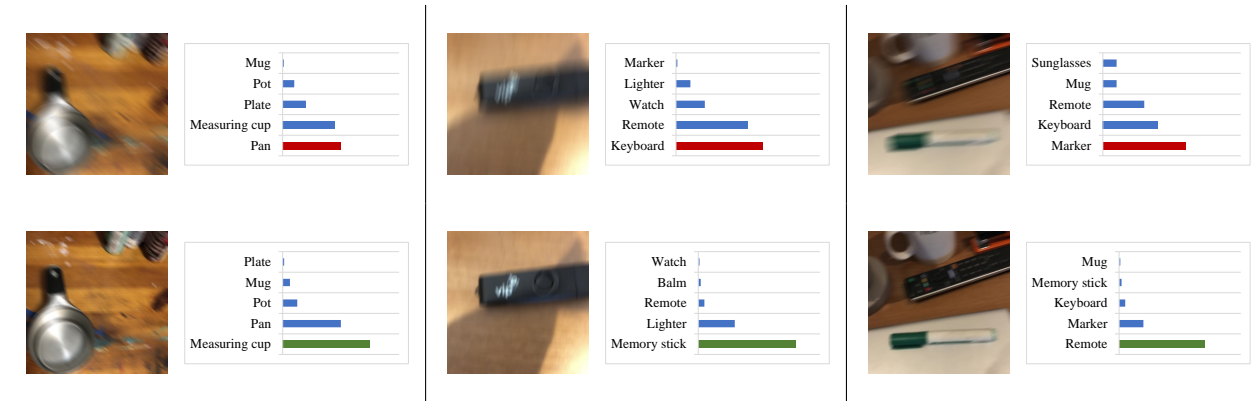 Mug
Pot
Plate
Measuring cup
Pan
Marker
Lighter
Watch
Remote
Keyboard
Sunglasses
Mug
Remote
Keyboard
Marker
Plate
Mug
Pot
Pan
Measuring cup
Watch
Balm
Remote
Lighter
Memory stick
Mug
Memory stick
Keyboard
Marker
Remote